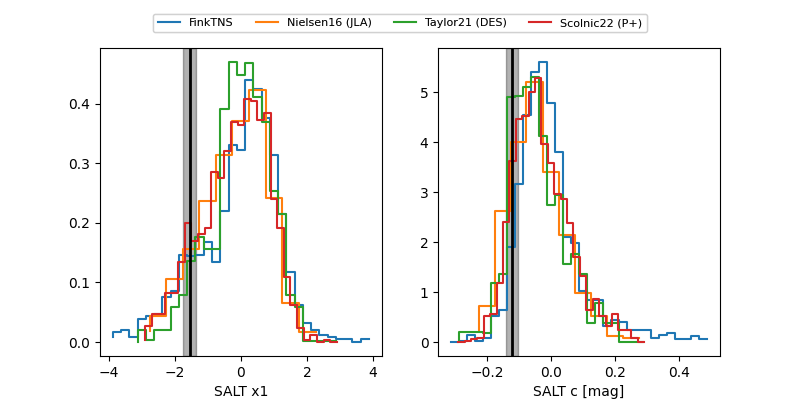 FinkTNS Nielsen16 (JLA) Taylor21 (DES) Scolnic22 (P+)
0.4
0.3
0.2
0.1
0.0
−4 −2 0 2 4
SALT x1
5
4
3
2
1
0
−0.2 0.0 0.2 0.4
SALT c [mag]